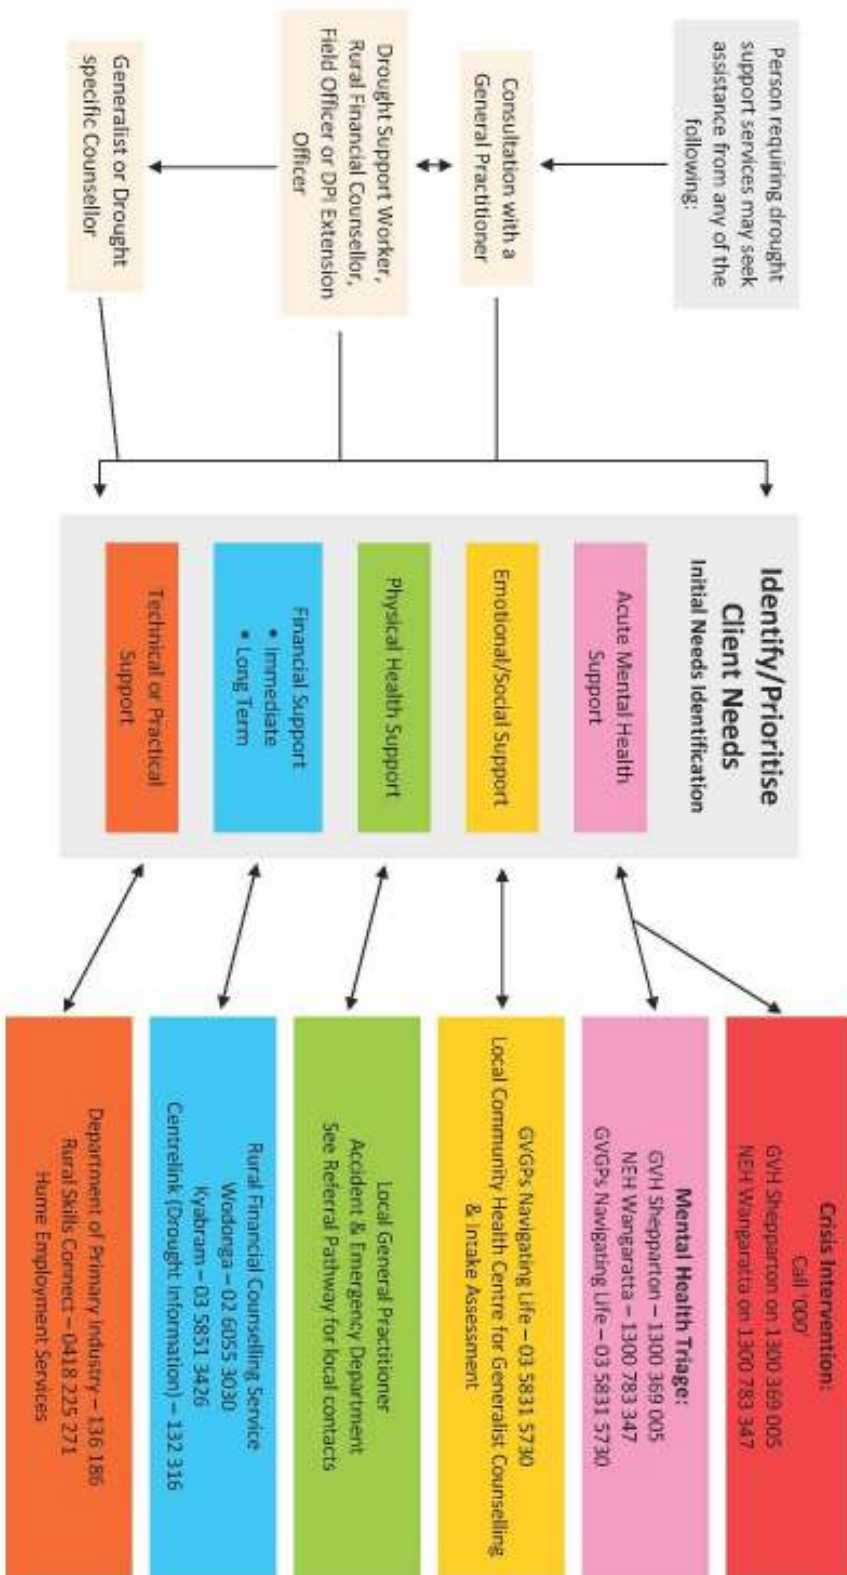 Person requiring drought
support services may seek
assistance from any of the
following:
Consultation with a
General Practitioner
Drought Support Worker,
Rural Financial Counsellor,
Field Officer or DPI Extension
Officer
Generalist or Drought
specific Counsellor
Identify/Prioritise
Client Needs
Initial Needs Identification
Acute Mental Health
Support
Emotional/Social Support
Physical Health Support
Financial Support
• Immediate
• Long Term
Technical or Practical
Support
Crisis Intervention:
Call '000'
GVH Shepparton on 1300 369 005
NEH Wangaratta on 1300 783 347
Mental Health Triage:
GVH Shepparton – 1300 369 005
NEH Wangaratta – 1300 783 347
GVGPs Navigating Life – 03 5831 5730
GVGPs Navigating Life – 03 5831 5730
Local Community Health Centre for Generalist Counselling
& Intake Assessment
Local General Practitioner
Accident & Emergency Department
See Referral Pathway for local contacts
Rural Financial Counselling Service
Wodonga – 02 6055 3030
Kyabram – 03 5851 3426
Centrelink (Drought Information) – 132 316
Department of Primary Industry – 136 186
Rural Skills Connect – 0418 225 271
Hume Employment Services